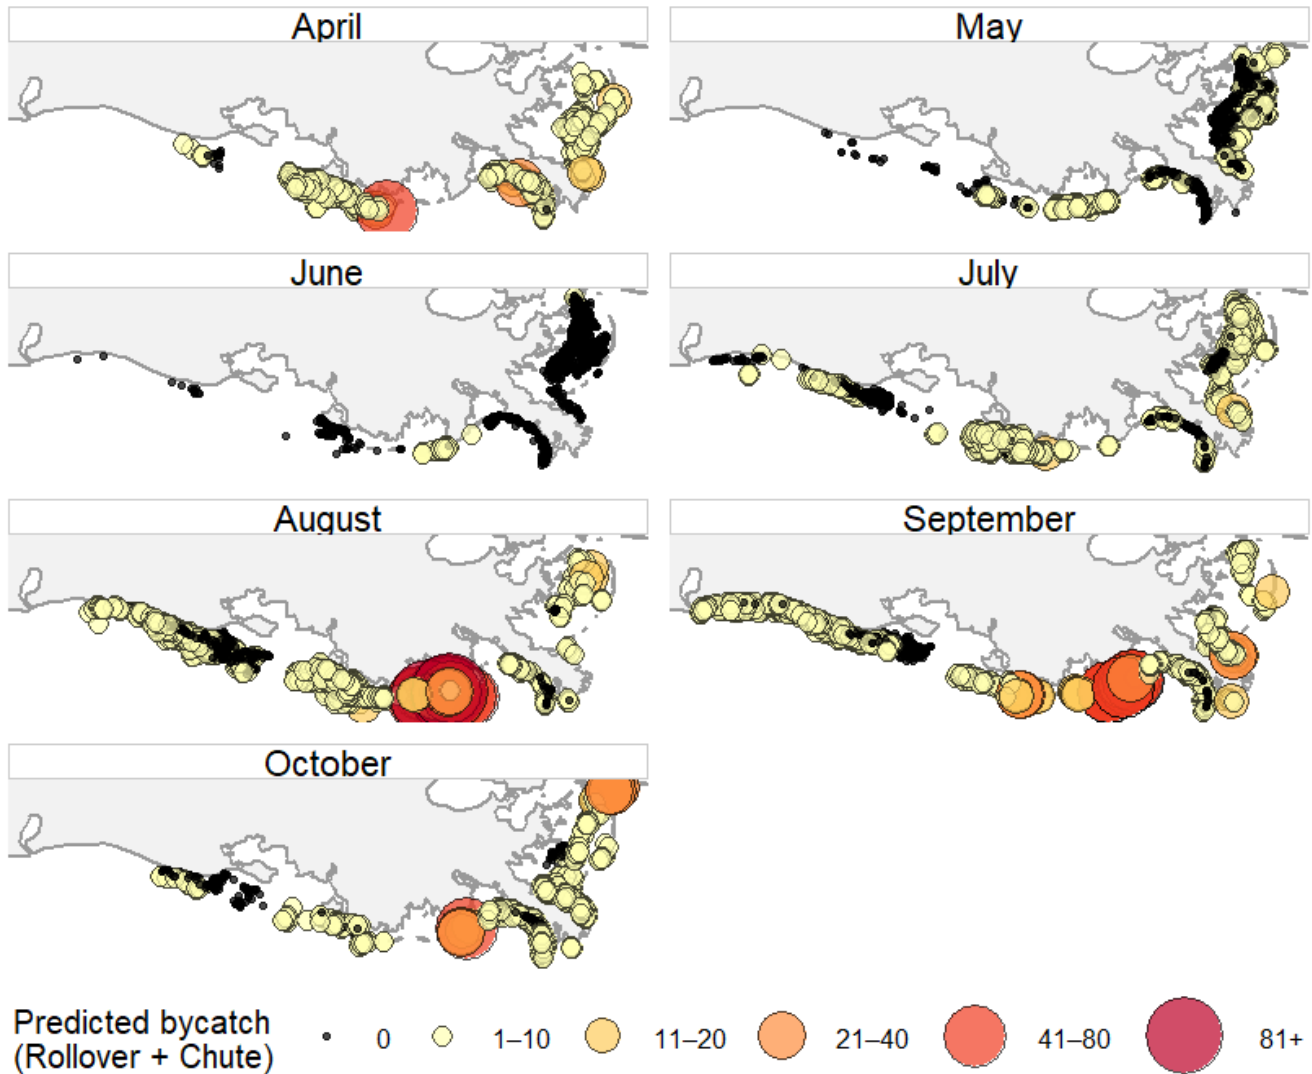 April
May
June
July
August
September
October
Predicted bycatch
(Rollover + Chute)
0
1–10
11–20
21–40
41–80
81+